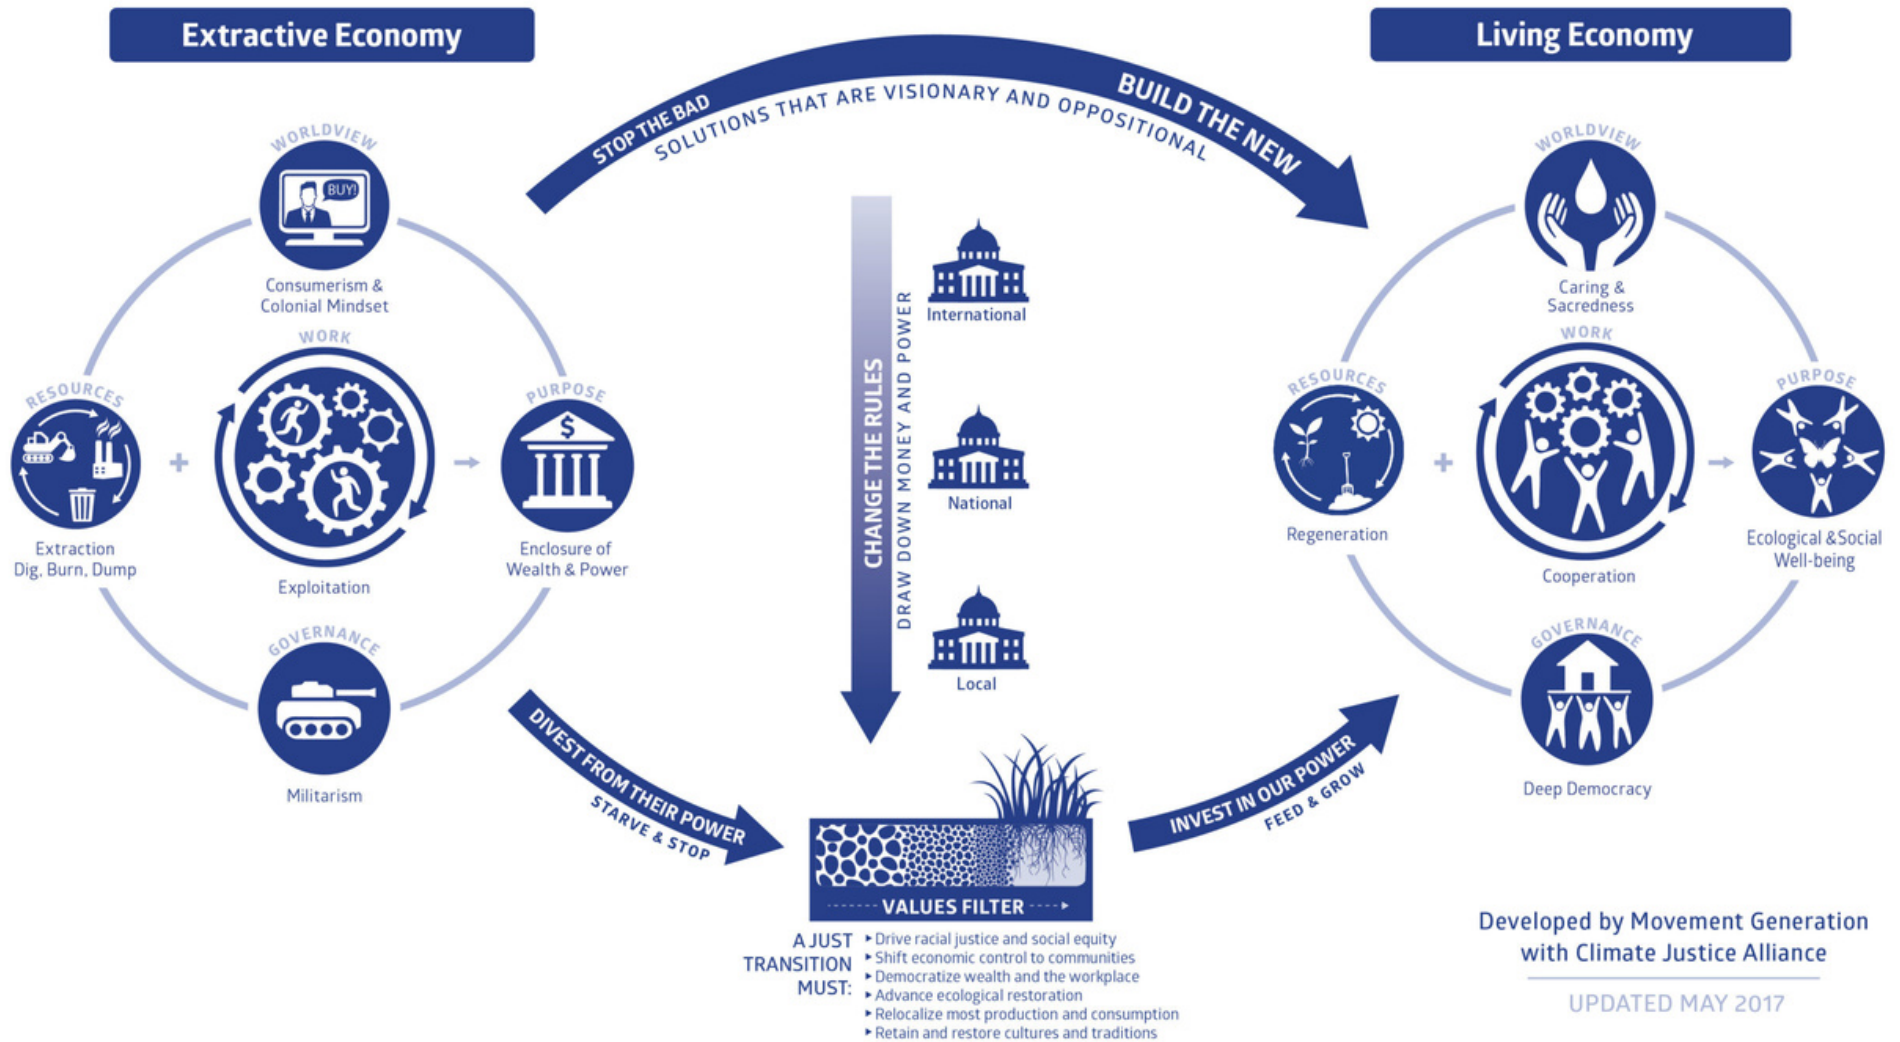 Extractive Economy
WORLDVIEW
BUY!
Consumerism &
Colonial Mindset
WORK
RESOURCES
Extraction
Dig, Burn, Dump
+
Exploitation
PURPOSE
$
Enclosure of
Wealth & Power
GOVERNANCE
Militarism
STOP THE BAD
BUILD THE NEW
SOLUTIONS THAT ARE VISIONARY AND OPPOSITIONAL
CHANGE THE RULES
DRAW DOWN MONEY AND POWER
International
National
Local
DIVEST FROM THEIR POWER
STARVE & STOP
VALUES FILTER
A JUST
TRANSITION
MUST:
Drive racial justice and social equity
Shift economic control to communities
Democratize wealth and the workplace
Advance ecological restoration
Relocalize most production and consumption
Retain and restore cultures and traditions
INVEST IN OUR POWER
FEED & GROW
Living Economy
WORLDVIEW
Caring &
Sacredness
WORK
RESOURCES
Regeneration
+
Cooperation
PURPOSE
Ecological & Social
Well-being
GOVERNANCE
Deep Democracy
Developed by Movement Generation
with Climate Justice Alliance
UPDATED MAY 2017